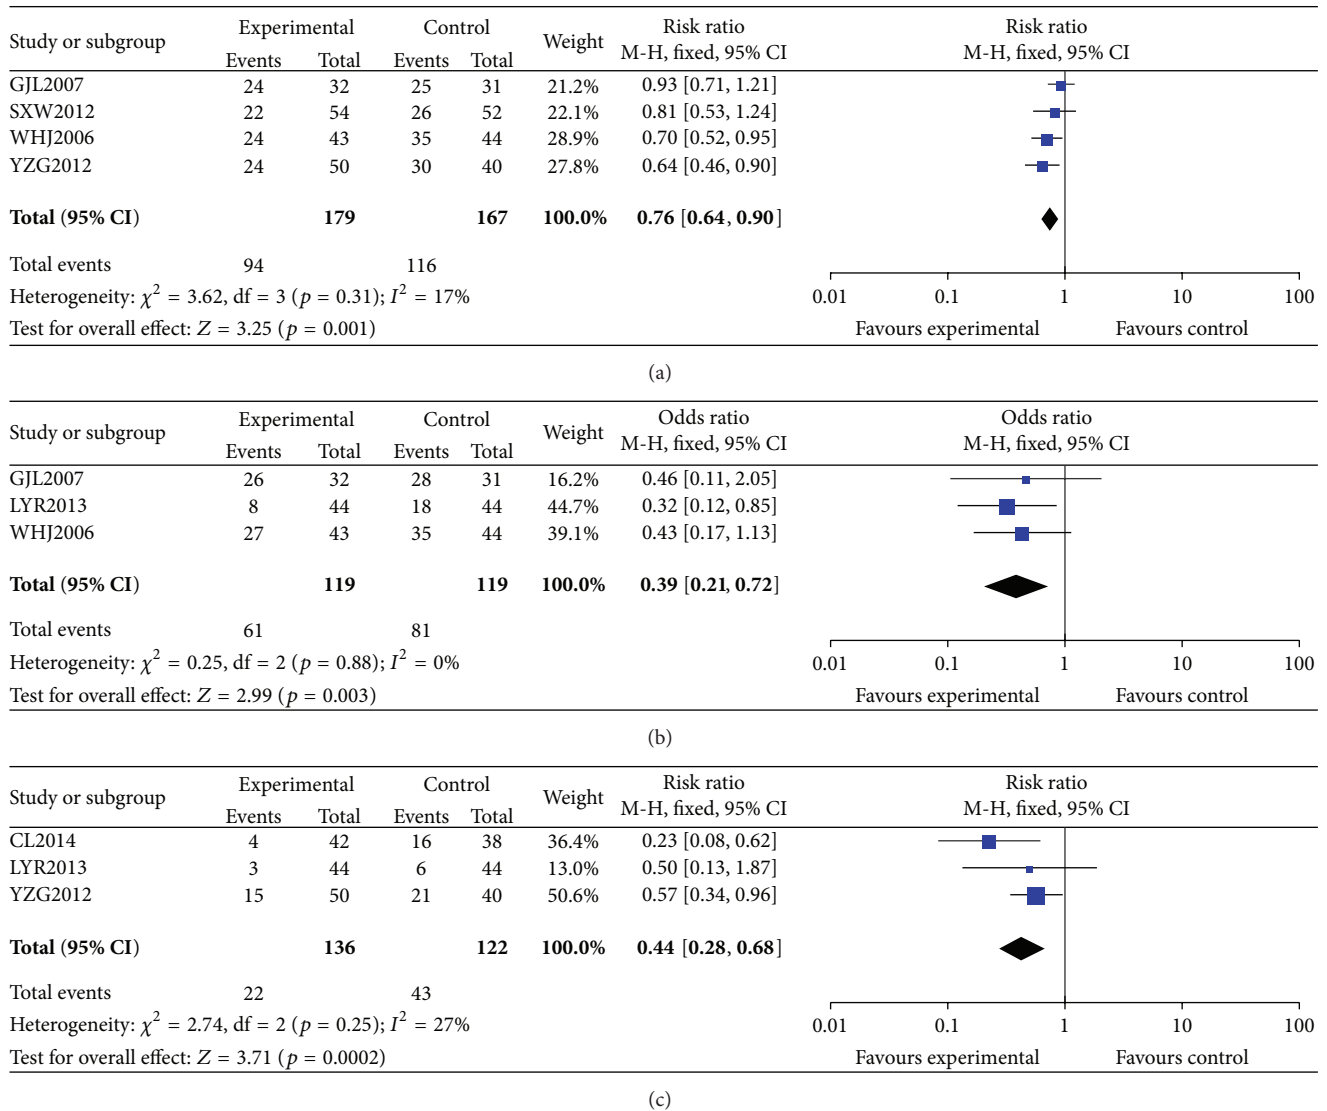 Study or subgroup Experimental Control Weight Risk ratio Risk ratio
Events Total Events Total M-H, fixed, 95% CI M-H, fixed, 95% CI
GJL2007 24 32 25 31 21.2% 0.93 [0.71, 1.21]
SXW2012 22 54 26 52 22.1% 0.81 [0.53, 1.24]
WHJ2006 24 43 35 44 28.9% 0.70 [0.52, 0.95]
YZG2012 24 50 30 40 27.8% 0.64 [0.46, 0.90]
Total (95% CI) 179 167 100.0% 0.76 [0.64, 0.90]
Total events 94 116
Heterogeneity: χ² = 3.62, df = 3 (p = 0.31); I² = 17%
Test for overall effect: Z = 3.25 (p = 0.001)
0.01 0.1 1 10 100
Favours experimental Favours control
(a)
Study or subgroup Experimental Control Weight Odds ratio Odds ratio
Events Total Events Total M-H, fixed, 95% CI M-H, fixed, 95% CI
GJL2007 26 32 28 31 16.2% 0.46 [0.11, 2.05]
LYR2013 8 44 18 44 44.7% 0.32 [0.12, 0.85]
WHJ2006 27 43 35 44 39.1% 0.43 [0.17, 1.13]
Total (95% CI) 119 119 100.0% 0.39 [0.21, 0.72]
Total events 61 81
Heterogeneity: χ² = 0.25, df = 2 (p = 0.88); I² = 0%
Test for overall effect: Z = 2.99 (p = 0.003)
0.01 0.1 1 10 100
Favours experimental Favours control
(b)
Study or subgroup Experimental Control Weight Risk ratio Risk ratio
Events Total Events Total M-H, fixed, 95% CI M-H, fixed, 95% CI
CL2014 4 42 16 38 36.4% 0.23 [0.08, 0.62]
LYR2013 3 44 6 44 13.0% 0.50 [0.13, 1.87]
YZG2012 15 50 21 40 50.6% 0.57 [0.34, 0.96]
Total (95% CI) 136 122 100.0% 0.44 [0.28, 0.68]
Total events 22 43
Heterogeneity: χ² = 2.74, df = 2 (p = 0.25); I² = 27%
Test for overall effect: Z = 3.71 (p = 0.0002)
0.01 0.1 1 10 100
Favours experimental Favours control
(c)